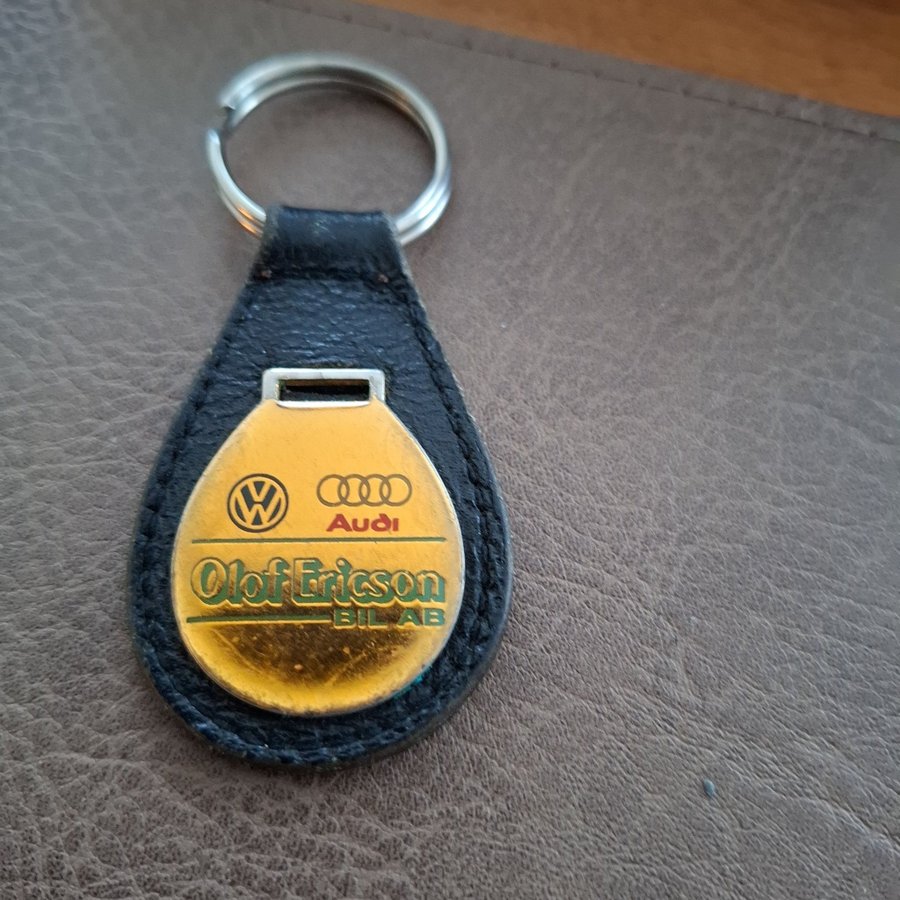 Audi
Olof Ericson
BIL AB